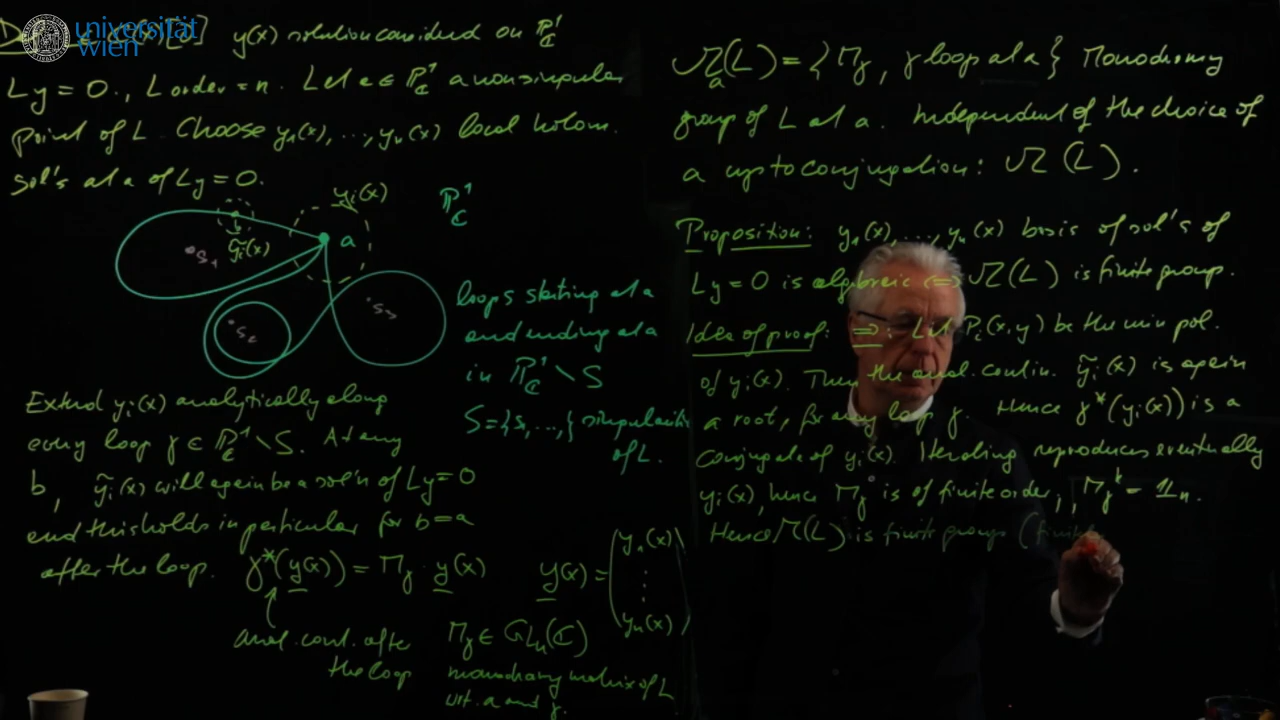 universität
wien
y(x) solution considered on ℙ¹_ℂ
Ly = 0., L order = n. Let a ∈ ℙ¹_ℂ a nonsingular
point of L. Choose y₁(x), ..., yₙ(x) local holom.
sol's at a of Ly = 0.
yᵢ(x)
ℙ¹_ℂ
a
s₁
ỹᵢ(x)
s₂
s₃
loops starting at a
and ending at a
in ℙ¹_ℂ \ S
S = {s, ..., { singularities
of L.
Extend yᵢ(x) analytically along
every loop γ ∈ ℙ¹_ℂ \ S. At any
b, ỹᵢ(x) will again be a sol'n of Ly = 0
and this holds in particular for b = a
after the loop. γ*(y(x)) = M_γ · y(x)
y(x) = (y₁(x) ⋮ yₙ(x))
anal. cont. after
the loop
M_γ ∈ GLₙ(ℂ)
monodromy matrix of L
wrt. a and γ.
M_a(L) = { M_γ, γ loop at a } Monodromy
group of L at a. Independent of the choice of
a up to conjugation: M(L).
Proposition: y₁(x), ..., yₙ(x) basis of sol's of
Ly = 0 is algebraic ⟺ M(L) is finite group.
Idea of proof: ⟹: Let Pᵢ(x,y) be the min pol.
of yᵢ(x). Then the anal. contin. ỹᵢ(x) is again
a root, for any loop γ. Hence γ*(yᵢ(x)) is a
conjugate of yᵢ(x). Iterating reproduces eventually
yᵢ(x), hence M_γ is of finite order, M_γᵏ = 1ₙ.
Hence M(L) is finite group (